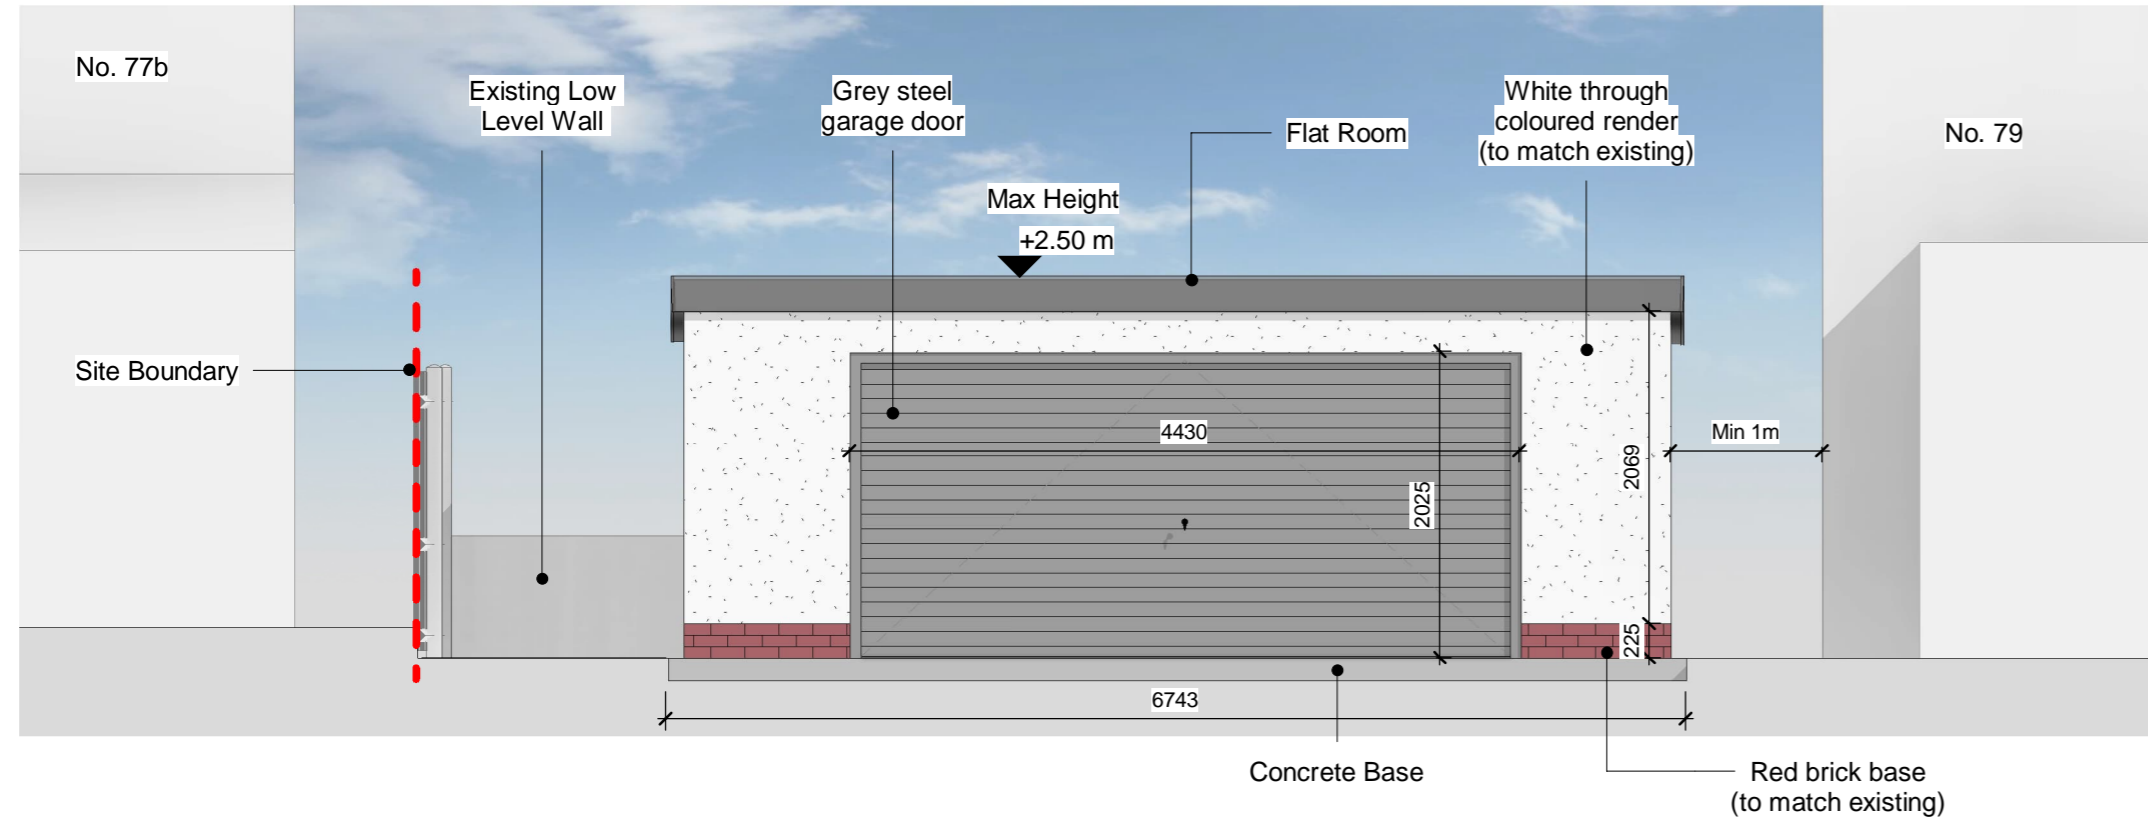 No. 77b
Existing Low
Level Wall
Grey steel
garage door
Flat Room
White through
coloured render
(to match existing)
No. 79
Max Height
+2.50 m
Site Boundary
4430
2025
2069
Min 1m
225
6743
Concrete Base
Red brick base
(to match existing)